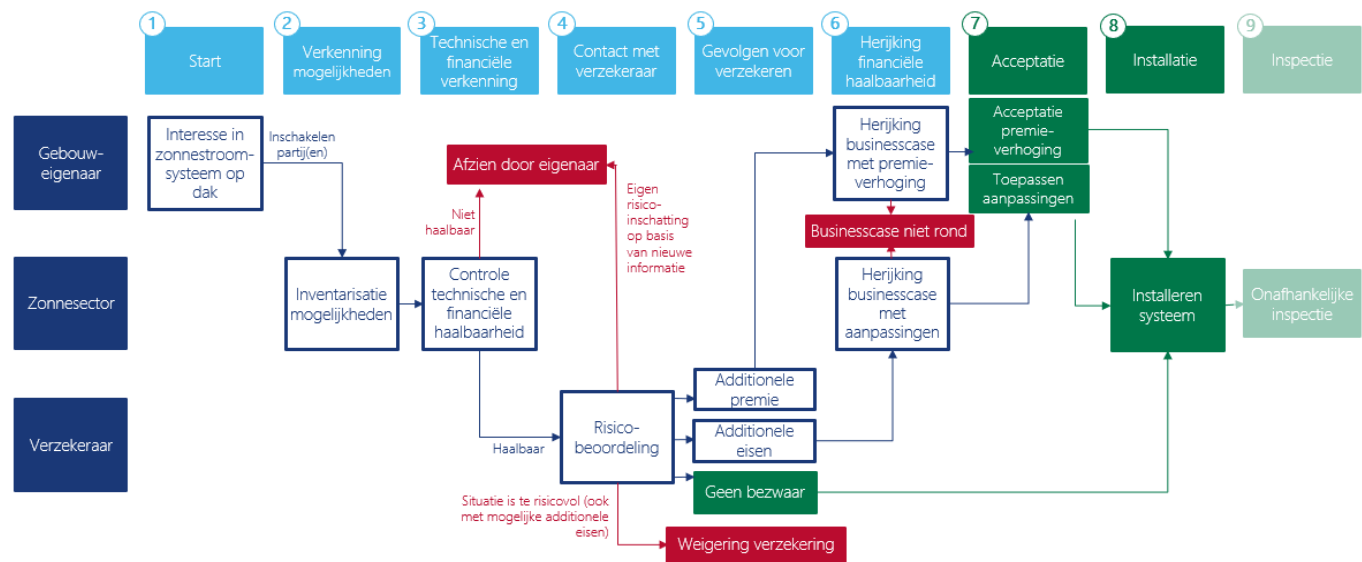 1
Start
2
Verkenning
mogelijkheden
3
Technische en
financiële
verkenning
4
Contact met
verzekeraar
5
Gevolgen voor
verzekeren
6
Herijking
financiële
haalbaarheid
7
Acceptatie
8
Installatie
9
Inspectie
Gebouw-
eigenaar
Interesse in
zonnestroom-
systeem op
dak
Inschakelen
partij(en)
Afzien door eigenaar
Niet
haalbaar
Eigen
risico-
inschatting
op basis
van nieuwe
informatie
Herijking
businesscase
met premie-
verhoging
Acceptatie
premie-
verhoging
Toepassen
aanpassingen
Businesscase niet rond
Zonnesector
Inventarisatie
mogelijkheden
Controle
technische en
financiële
haalbaarheid
Herijking
businesscase
met
aanpassingen
Installeren
systeem
Onafhankelijke
inspectie
Verzekeraar
Haalbaar
Risico-
beoordeling
Additionele
premie
Additionele
eisen
Geen bezwaar
Situatie is te risicovol (ook
met mogelijke additionele
eisen)
Weigering verzekering